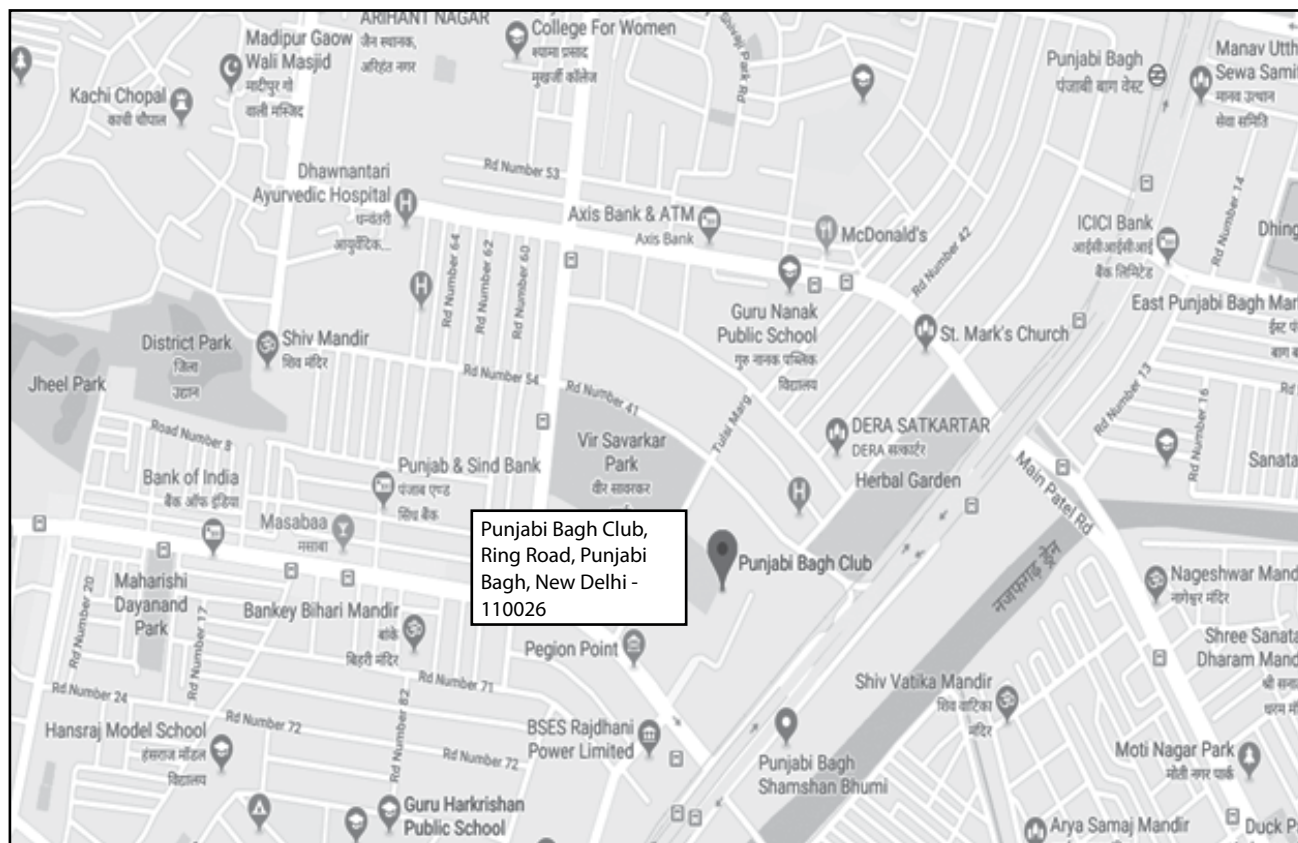 ARIHANT NAGAR
जैन स्थानक,
अरिहंत नगर
College For Women
श्यामा प्रसाद
मुखर्जी कॉलेज
Shivaji Park Rd
Madipur Gaow
Wali Masjid
मादीपुर गो
वाली मस्जिद
Kachi Chopal
काची चौपाल
Punjabi Bagh
पंजाबी बाग वेस्ट
Manav Utth
Sewa Samit
मानव उत्थान
सेवा समिति
Rd Number 53
Rd Number 14
Dhawnantari
Ayurvedic Hospital
धन्वंतरी
आयुर्वेदिक...
Axis Bank & ATM
Axis Bank
McDonald's
Rd Number 42
ICICI Bank
आईसीआईसीआई
बैंक लिमिटेड
Dhing
Rd Number 64
Rd Number 62
Rd Number 60
East Punjabi Bagh Mar
ईस्ट पं
बाग ब
Guru Nanak
Public School
गुरु नानक पब्लिक
विद्यालय
St. Mark's Church
District Park
जिला
उद्यान
Shiv Mandir
शिव मंदिर
Jheel Park
Rd Number 54
Rd Number 41
Tulsi Marg
Rd Number 13
Rd Number 16
Rd
Road Number 8
Vir Savarkar
Park
वीर सावरकर
DERA SATKARTAR
DERA सत्कार्टर
Herbal Garden
Main Patel Rd
Sanata
Bank of India
बैंक ऑफ इंडिया
Punjab & Sind Bank
पंजाब एण्ड
सिंध बैंक
Masabaa
मसाबा
Punjabi Bagh Club,
Ring Road, Punjabi
Bagh, New Delhi -
110026
Punjabi Bagh Club
नजफगढ़ ड्रेन
Nageshwar Mand
नागेश्वर मंदिर
Maharishi
Dayanand
Park
Rd Number 20
Rd Number 17
Bankey Bihari Mandir
बांके
बिहरी मंदिर
Pegion Point
Shree Sanata
Dharam Mand
श्री सना
धरम मं
Rd Number 71
Rd Number 24
Rd Number 72
Rd Number 82
Rd Number 72
Shiv Vatika Mandir
शिव वाटिका
मंदिर
Hansraj Model School
हंसराज मॉडल
विद्यालय
BSES Rajdhani
Power Limited
Punjabi Bagh
Shamshan Bhumi
Moti Nagar Park
मोती नगर पार्क
Guru Harkrishan
Public School
Arya Samaj Mandir
Duck P